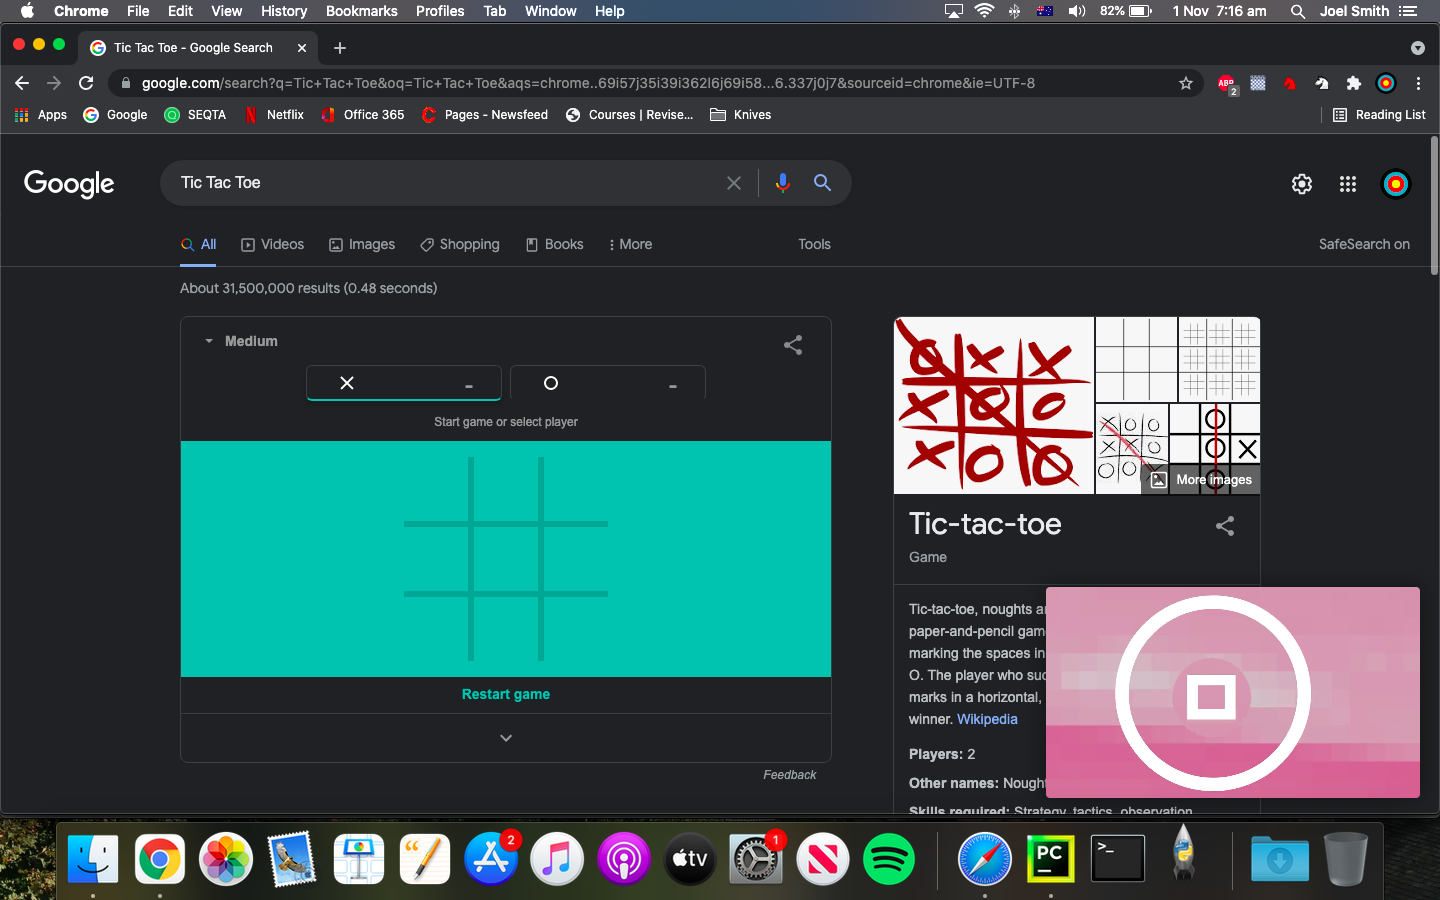 Chrome File Edit View History Bookmarks Profiles Tab Window Help 82% 1 Nov 7:16 am Joel Smith
Tic Tac Toe - Google Search
google.com/search?q=Tic+Tac+Toe&oq=Tic+Tac+Toe&aqs=chrome..69i57j35i39i362l6j69i58...6.337j0j7&sourceid=chrome&ie=UTF-8
ABP
2
Apps Google SEQTA Netflix Office 365 Pages - Newsfeed Courses | Revise... Knives Reading List
Google Tic Tac Toe
All Videos Images Shopping Books More Tools SafeSearch on
About 31,500,000 results (0.48 seconds)
Medium
- -
Start game or select player
Restart game
Feedback
More images
Tic-tac-toe
Game
Tic-tac-toe, noughts a
paper-and-pencil gam
marking the spaces in
O. The player who suc
marks in a horizontal,
winner. Wikipedia
Players: 2
Other names: Nought
Skills required: Strategy, tactics, observation
2
tv
1
PC
>_